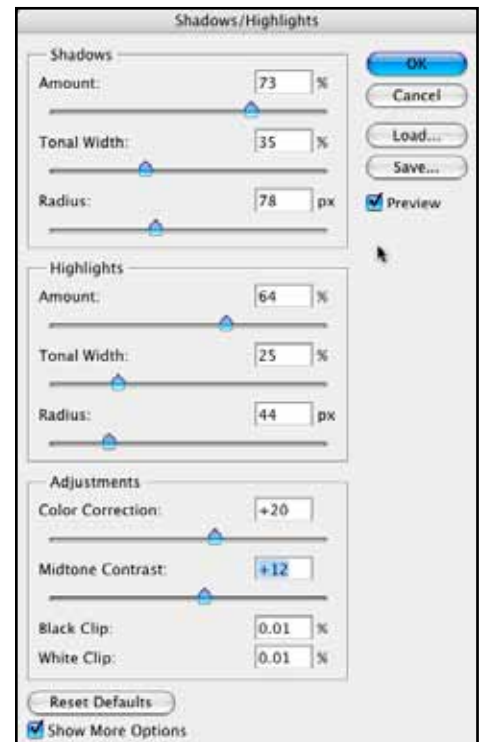 Shadows/Highlights
Shadows
Amount: 73 %
Tonal Width: 35 %
Radius: 78 px
Highlights
Amount: 64 %
Tonal Width: 25 %
Radius: 44 px
Adjustments
Color Correction: +20
Midtone Contrast: +12
Black Clip: 0.01 %
White Clip: 0.01 %
Reset Defaults
Show More Options
OK
Cancel
Load...
Save...
Preview